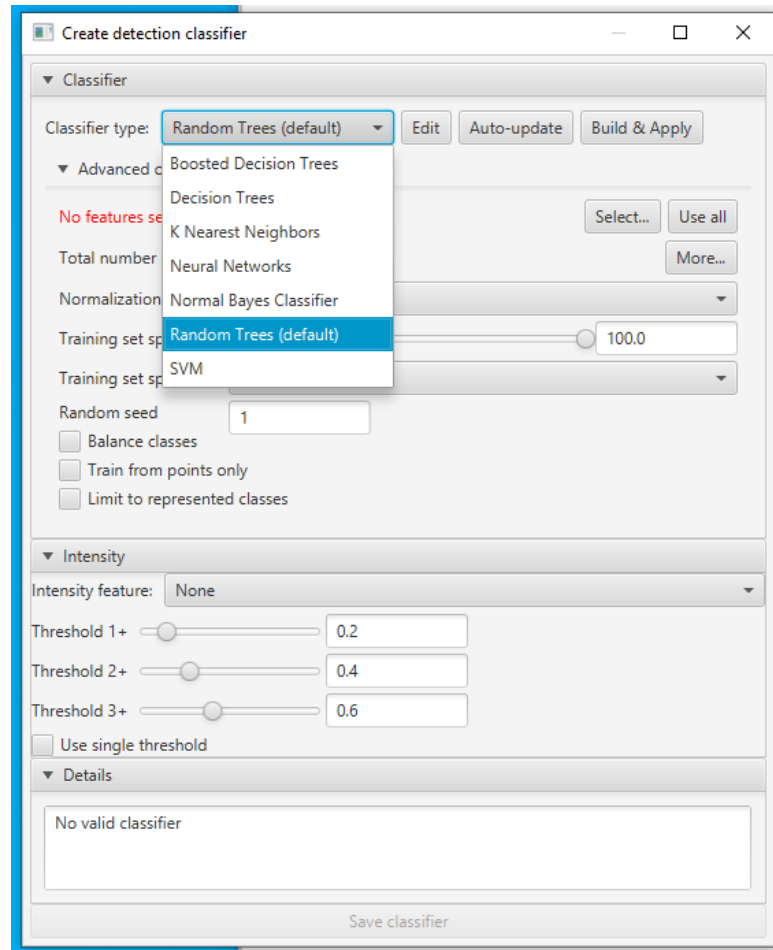 Create detection classifier
Classifier
Classifier type: Random Trees (default) Edit Auto-update Build & Apply
Boosted Decision Trees
Advanced
Decision Trees
No features Select... Use all
K Nearest Neighbors
Total number More...
Neural Networks
Normalization Normal Bayes Classifier
Training set Random Trees (default) 100.0
Training set SVM
Random seed 1
Balance classes
Train from points only
Limit to represented classes
Intensity
Intensity feature: None
Threshold 1+ 0.2
Threshold 2+ 0.4
Threshold 3+ 0.6
Use single threshold
Details
No valid classifier
Save classifier